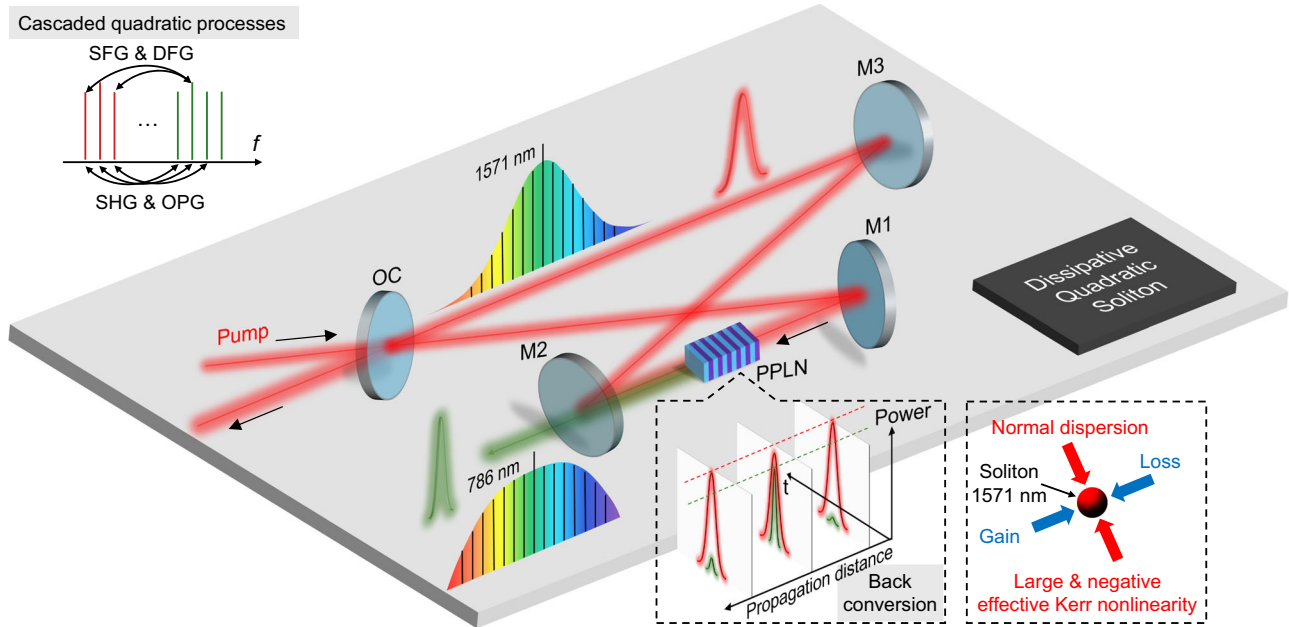 Cascaded quadratic processes
SFG & DFG
...
f
SHG & OPG
M3
1571 nm
M1
OC
Dissipative
Quadratic
Soliton
Pump
M2
PPLN
786 nm
Power
t
Propagation distance
Back
conversion
Normal dispersion
Soliton
1571 nm
Loss
Gain
Large & negative
effective Kerr nonlinearity